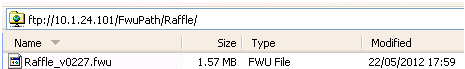 ftp://10.1.24.101/FwuPath/Raffle/
Name Size Type Modified
Raffle_v0227.fwu 1.57 MB FWU File 22/05/2012 17:59